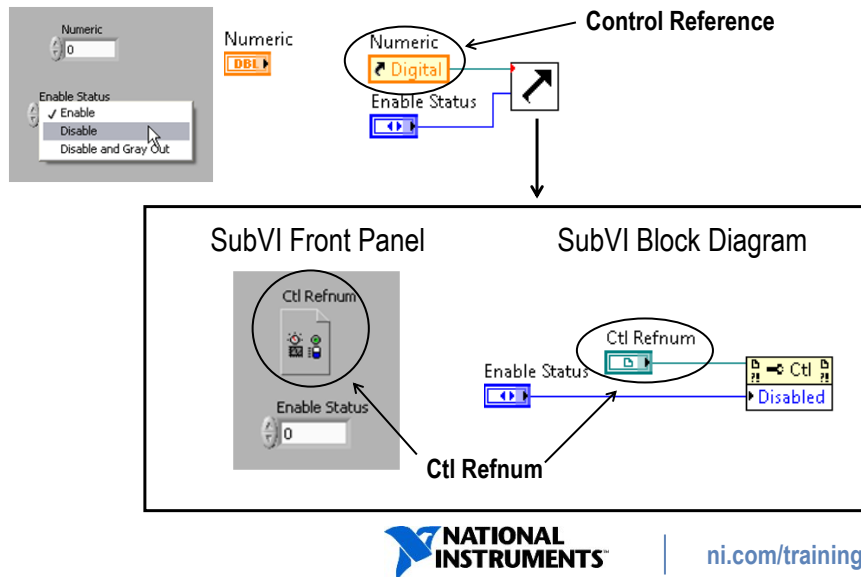 Control Reference
Numeric
0
Enable Status
✓ Enable
Disable
Disable and Gray Out
Numeric
DBL
Numeric
Digital
Enable Status
SubVI Front Panel
SubVI Block Diagram
Ctl Refnum
Enable Status
0
Ctl Refnum
Enable Status
Ctl
?! ?!
Disabled
Ctl Refnum
NATIONAL
INSTRUMENTS™
ni.com/training